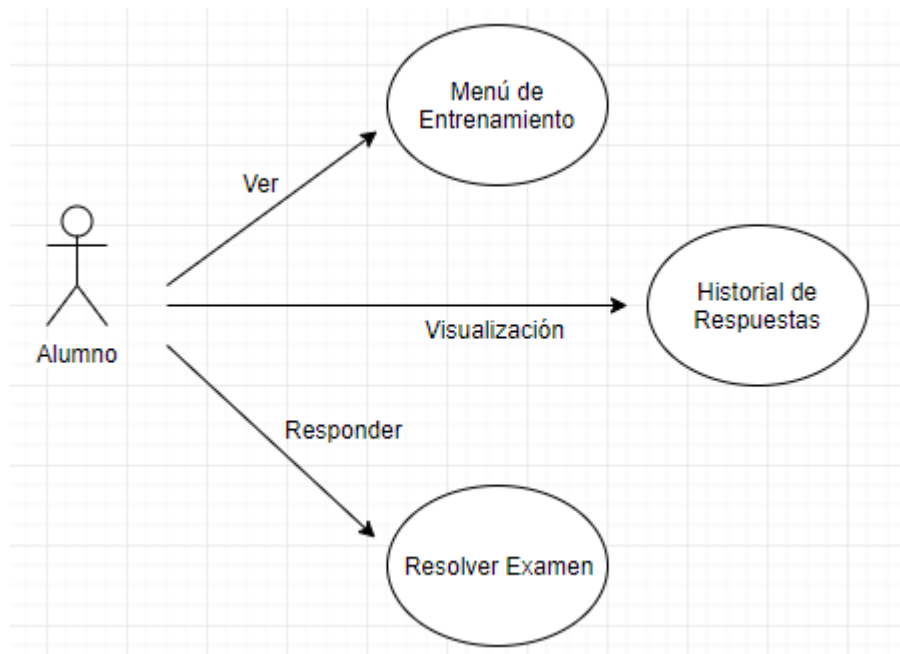 Menú de
Entrenamiento
Ver
Historial de
Respuestas
Visualización
Alumno
Responder
Resolver Examen